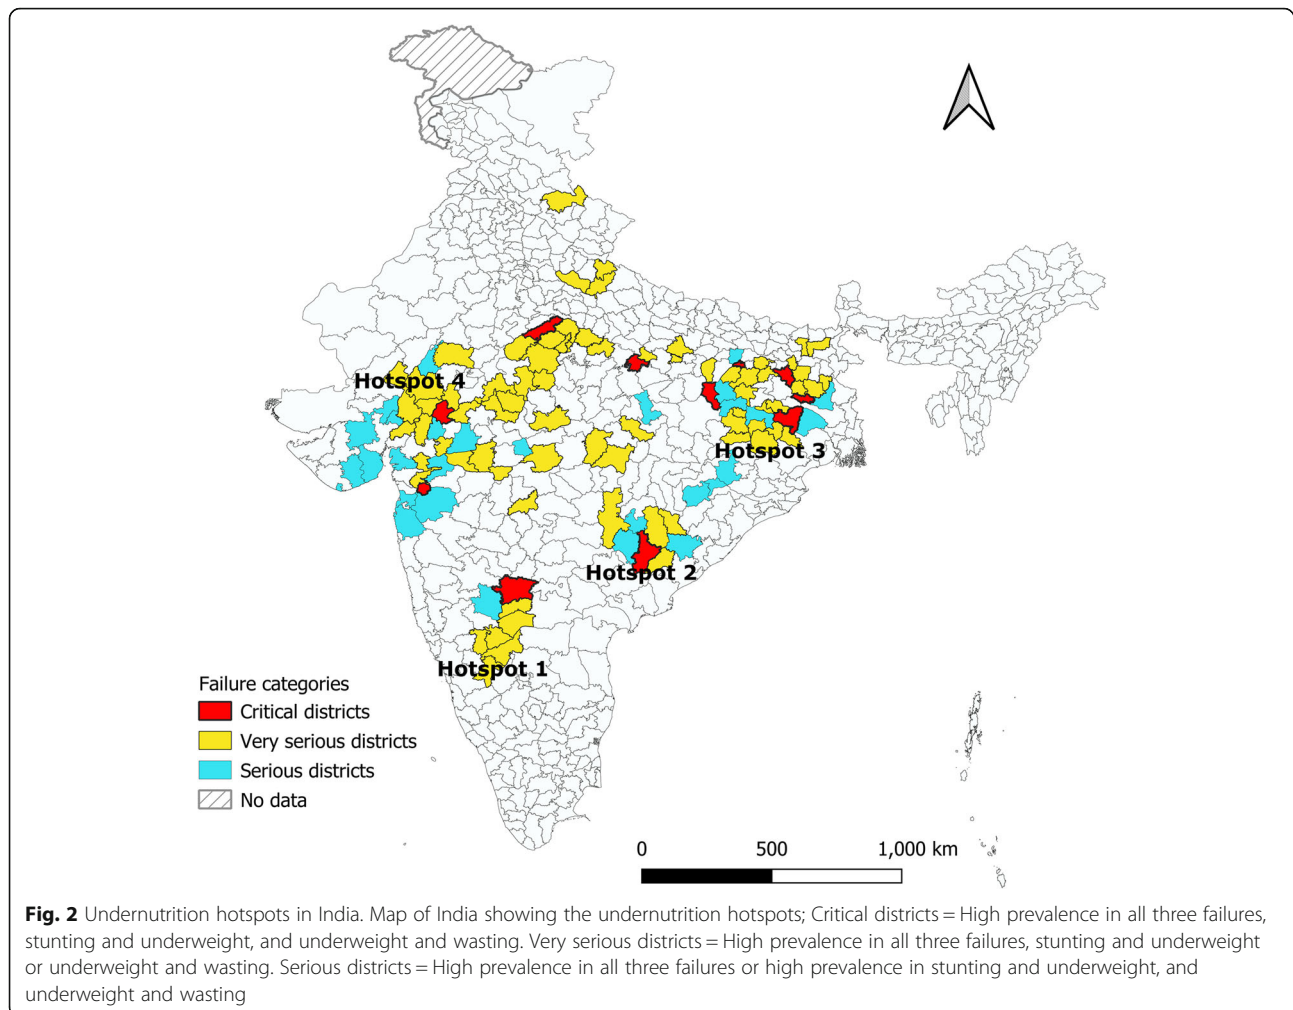 Hotspot 4
Hotspot 3
Hotspot 2
Hotspot 1
Failure categories
Critical districts
Very serious districts
Serious districts
No data
0 500 1,000 km
Fig. 2 Undernutrition hotspots in India. Map of India showing the undernutrition hotspots; Critical districts = High prevalence in all three failures,
stunting and underweight, and underweight and wasting. Very serious districts = High prevalence in all three failures, stunting and underweight
or underweight and wasting. Serious districts = High prevalence in all three failures or high prevalence in stunting and underweight, and
underweight and wasting